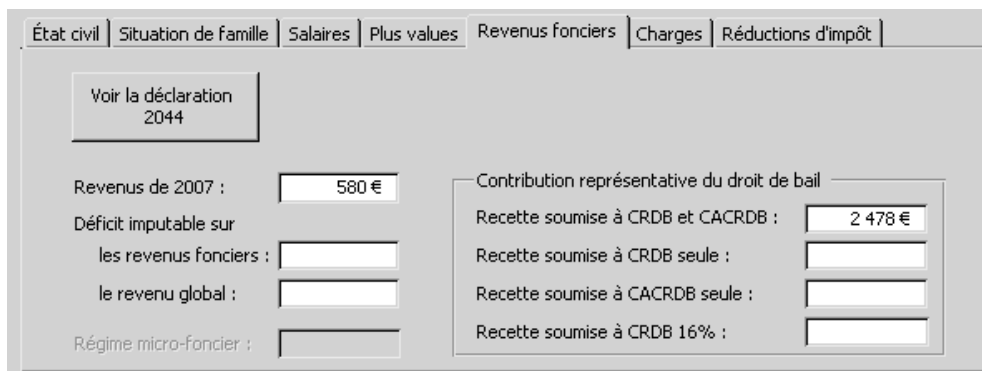 État civil Situation de famille Salaires Plus values Revenus fonciers Charges Réductions d'impôt
Voir la déclaration
2044
Revenus de 2007 : 580 €
Déficit imputable sur
les revenus fonciers :
le revenu global :
Régime micro-foncier :
Contribution représentative du droit de bail
Recette soumise à CRDB et CACRDB : 2 478 €
Recette soumise à CRDB seule :
Recette soumise à CACRDB seule :
Recette soumise à CRDB 16% :